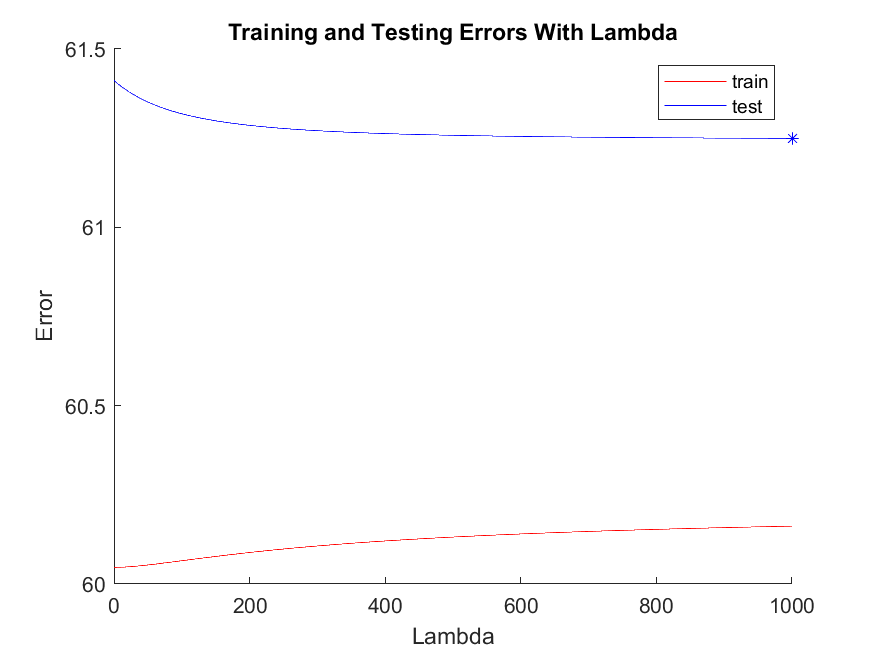 Training and Testing Errors With Lambda
61.5
61
60.5
60
Error
train
test
0 200 400 600 800 1000
Lambda